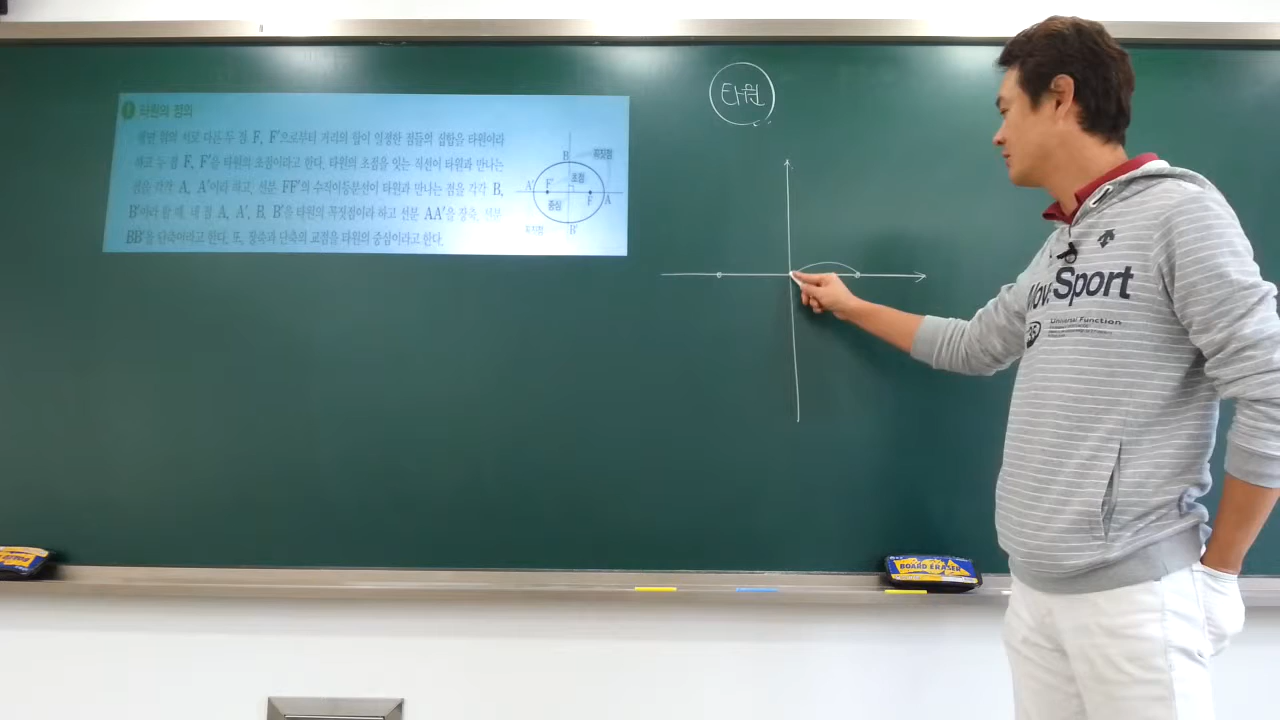 타원의 정의
평면 위의 서로 다른 두 점 F, F'으로부터 거리의 합이 일정한 점들의 집합을 타원이라
하고 두 점 F, F'을 타원의 초점이라고 한다. 타원의 초점을 잇는 직선이 타원과 만나는
점을 각각 A, A'이라 하고, 선분 FF'의 수직이등분선이 타원과 만나는 점을 각각 B,
B'이라 할 때, 네 점 A, A', B, B'을 타원의 꼭짓점이라 하고 선분 AA'을 장축, 선분
BB'을 단축이라고 한다. 또, 장축과 단축의 교점을 타원의 중심이라고 한다.
B 꼭짓점
초점
A' F' F A
중심
꼭짓점 B'
타원
Move Sport
Universal Function
BOARD ERASER